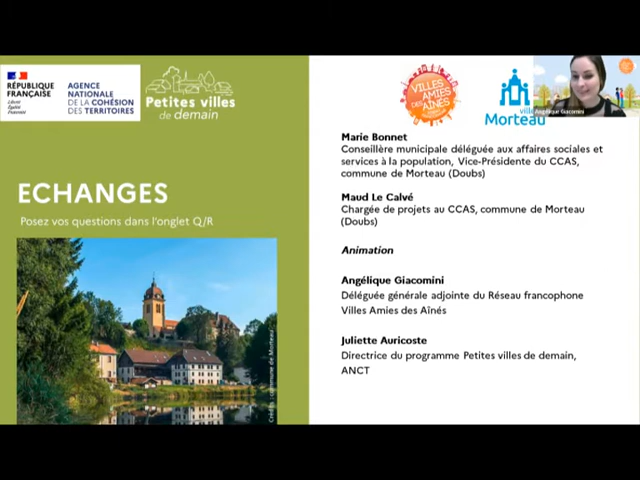 RÉPUBLIQUE
FRANÇAISE
Liberté
Égalité
Fraternité
AGENCE
NATIONALE
DE LA COHÉSION
DES TERRITOIRES
Petites villes
de demain
ECHANGES
Posez vos questions dans l'onglet Q/R
Crédits : commune de Morteau
VILLES
AMIES
DES AÎNÉS
ville
Morteau
Angélique Giacomini
Marie Bonnet
Conseillère municipale déléguée aux affaires sociales et
services à la population, Vice-Présidente du CCAS,
commune de Morteau (Doubs)
Maud Le Calvé
Chargée de projets au CCAS, commune de Morteau
(Doubs)
Animation
Angélique Giacomini
Déléguée générale adjointe du Réseau francophone
Villes Amies des Aînés
Juliette Auricoste
Directrice du programme Petites villes de demain,
ANCT